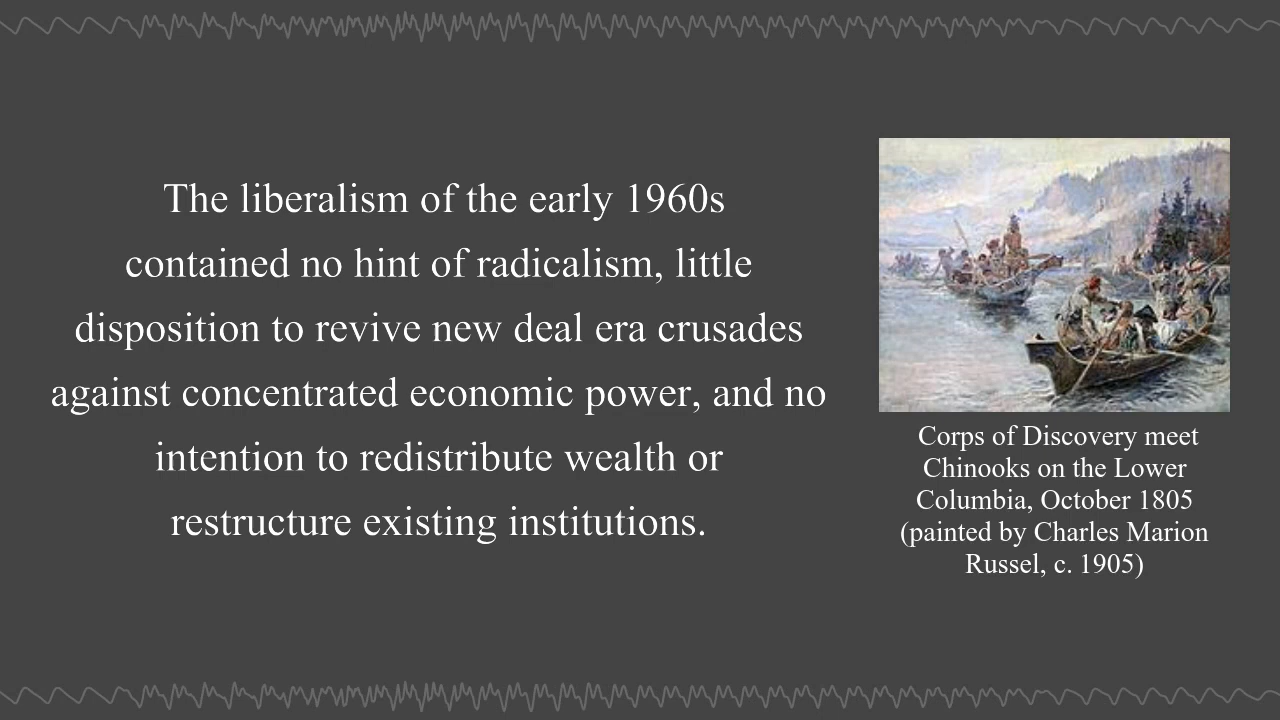 The liberalism of the early 1960s
contained no hint of radicalism, little
disposition to revive new deal era crusades
against concentrated economic power, and no
intention to redistribute wealth or
restructure existing institutions.
Corps of Discovery meet
Chinooks on the Lower
Columbia, October 1805
(painted by Charles Marion
Russel, c. 1905)